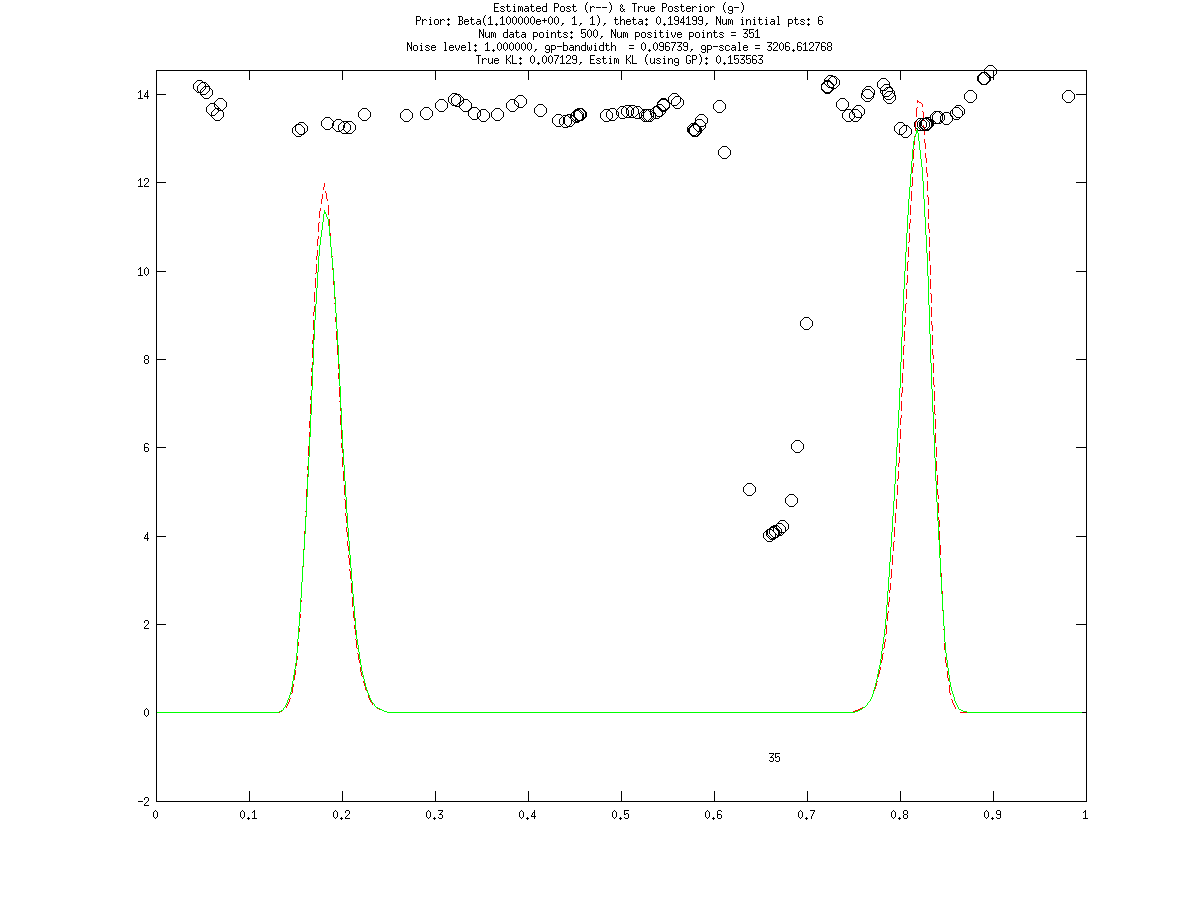 Estimated Post (r--) & True Posterior (g-)
Prior: Beta(1.100000e+00, 1, 1), theta: 0.194199, Num initial pts: 6
Num data points: 500, Num positive points = 351
Noise level: 1.000000, gp-bandwidth = 0.096739, gp-scale = 3206.612768
True KL: 0.007129, Estim KL (using GP): 0.153563
14
12
10
8
6
4
2
0
35
-2
0 0.1 0.2 0.3 0.4 0.5 0.6 0.7 0.8 0.9 1